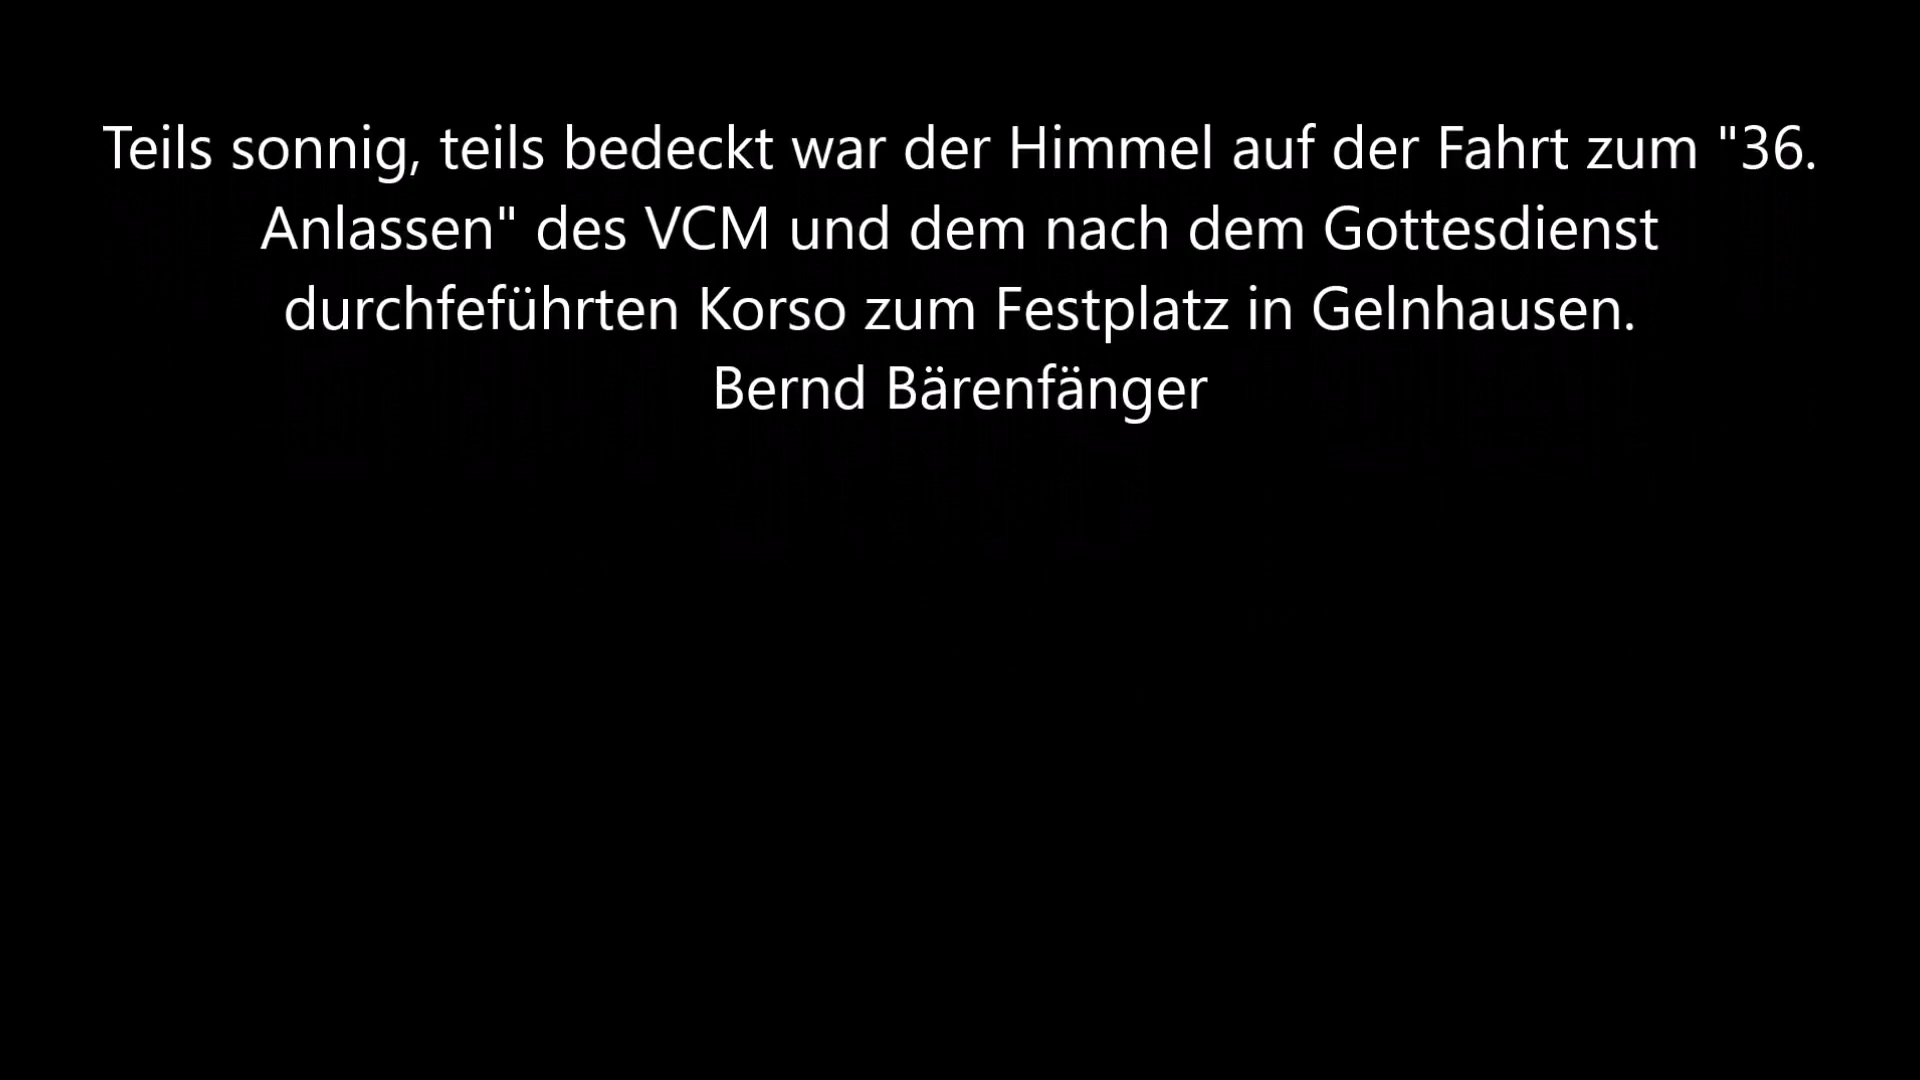 Teils sonnig, teils bedeckt war der Himmel auf der Fahrt zum "36.
Anlassen" des VCM und dem nach dem Gottesdienst
durchfeführten Korso zum Festplatz in Gelnhausen.
Bernd Bärenfänger